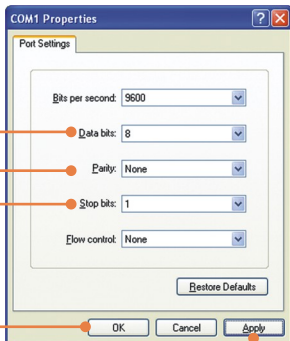 COM1 Properties
Port Settings
Bits per second: 9600
Data bits: 8
Parity: None
Stop bits: 1
Flow control: None
Restore Defaults
OK Cancel Apply